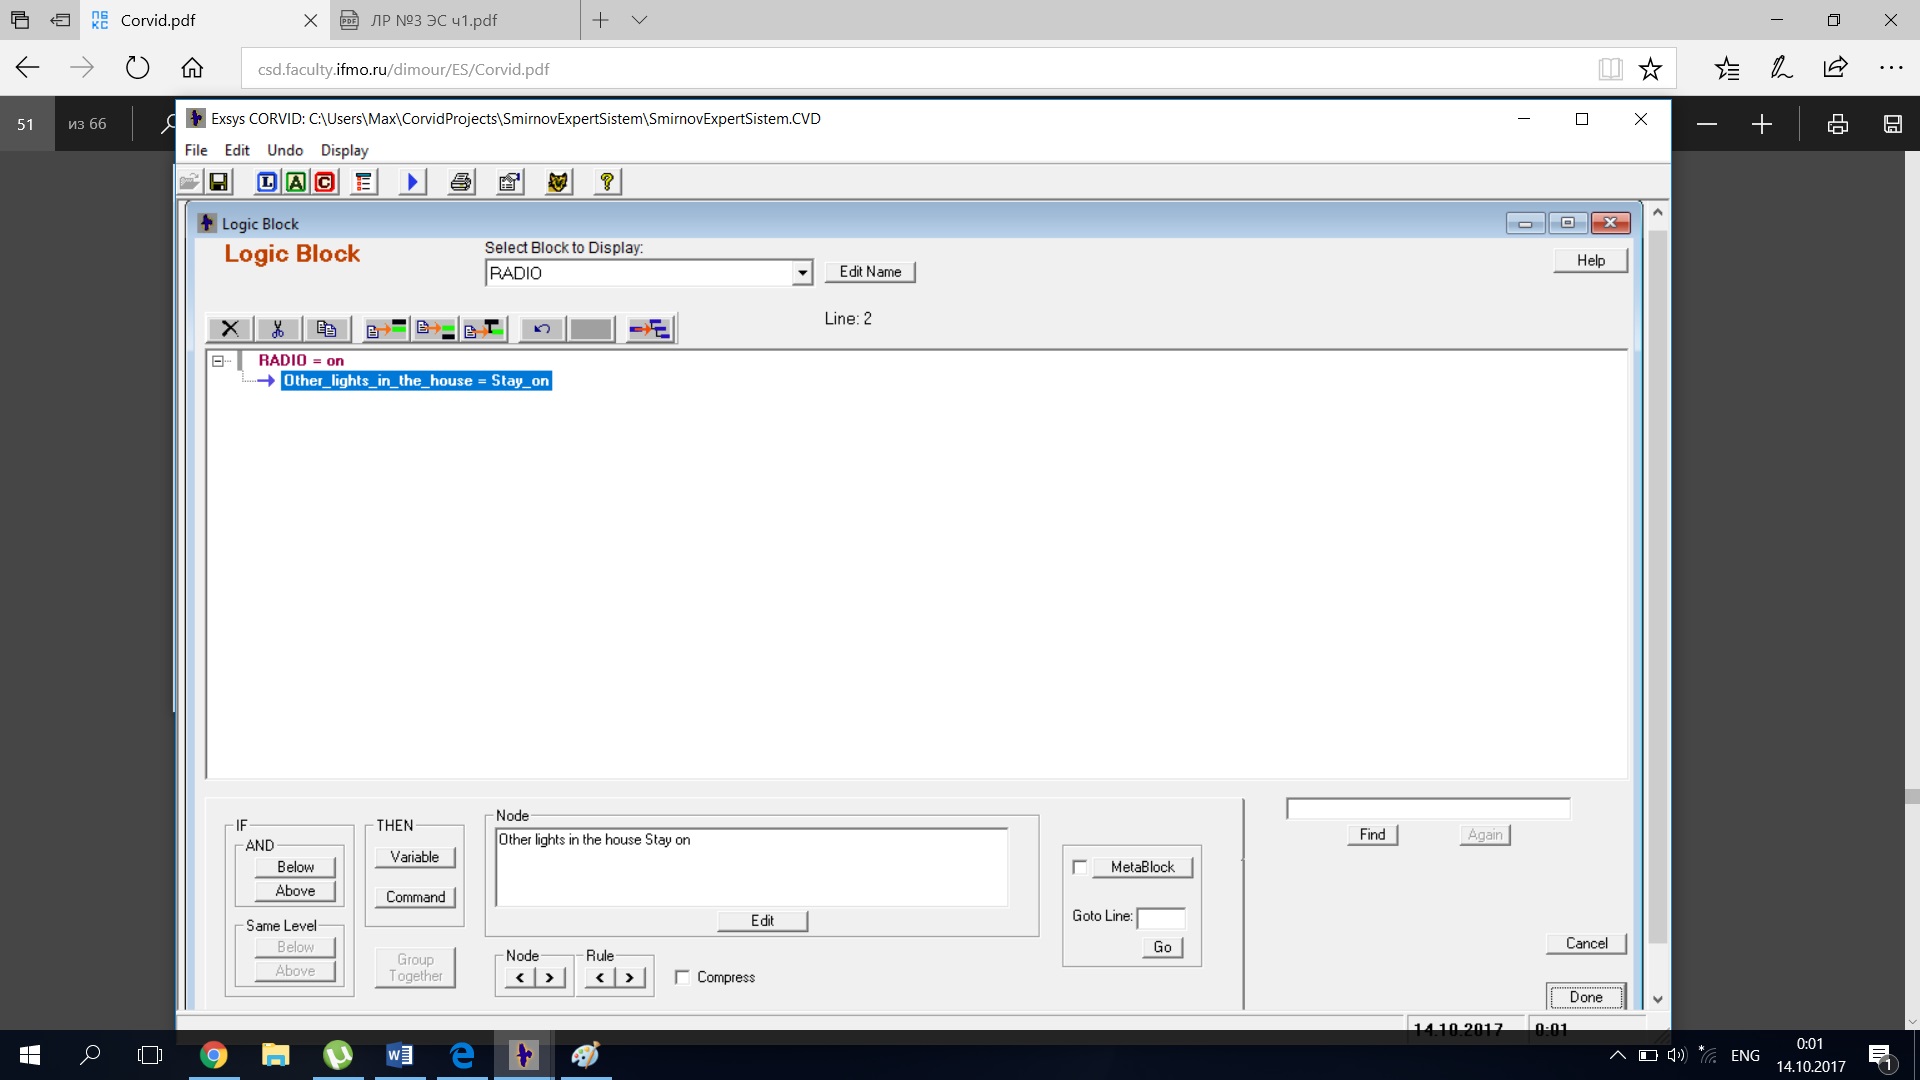 Corvid.pdf
ЛР №3 ЭС ч1.pdf
csd.faculty.ifmo.ru/dimour/ES/Corvid.pdf
51 из 66
Exsys CORVID: C:\Users\Max\CorvidProjects\SmirnovExpertSistem\SmirnovExpertSistem.CVD
File Edit Undo Display
Logic Block
Logic Block
Select Block to Display:
RADIO
Edit Name
Help
Line: 2
RADIO = on
Other_lights_in_the_house = Stay_on
IF
AND
Below
Above
Same Level
Below
Above
THEN
Variable
Command
Group
Together
Node
Other lights in the house Stay on
Edit
Node
< >
Rule
< >
Compress
MetaBlock
Goto Line:
Go
Find
Again
Cancel
Done
14.10.2017 0:01
ENG
0:01
14.10.2017
1